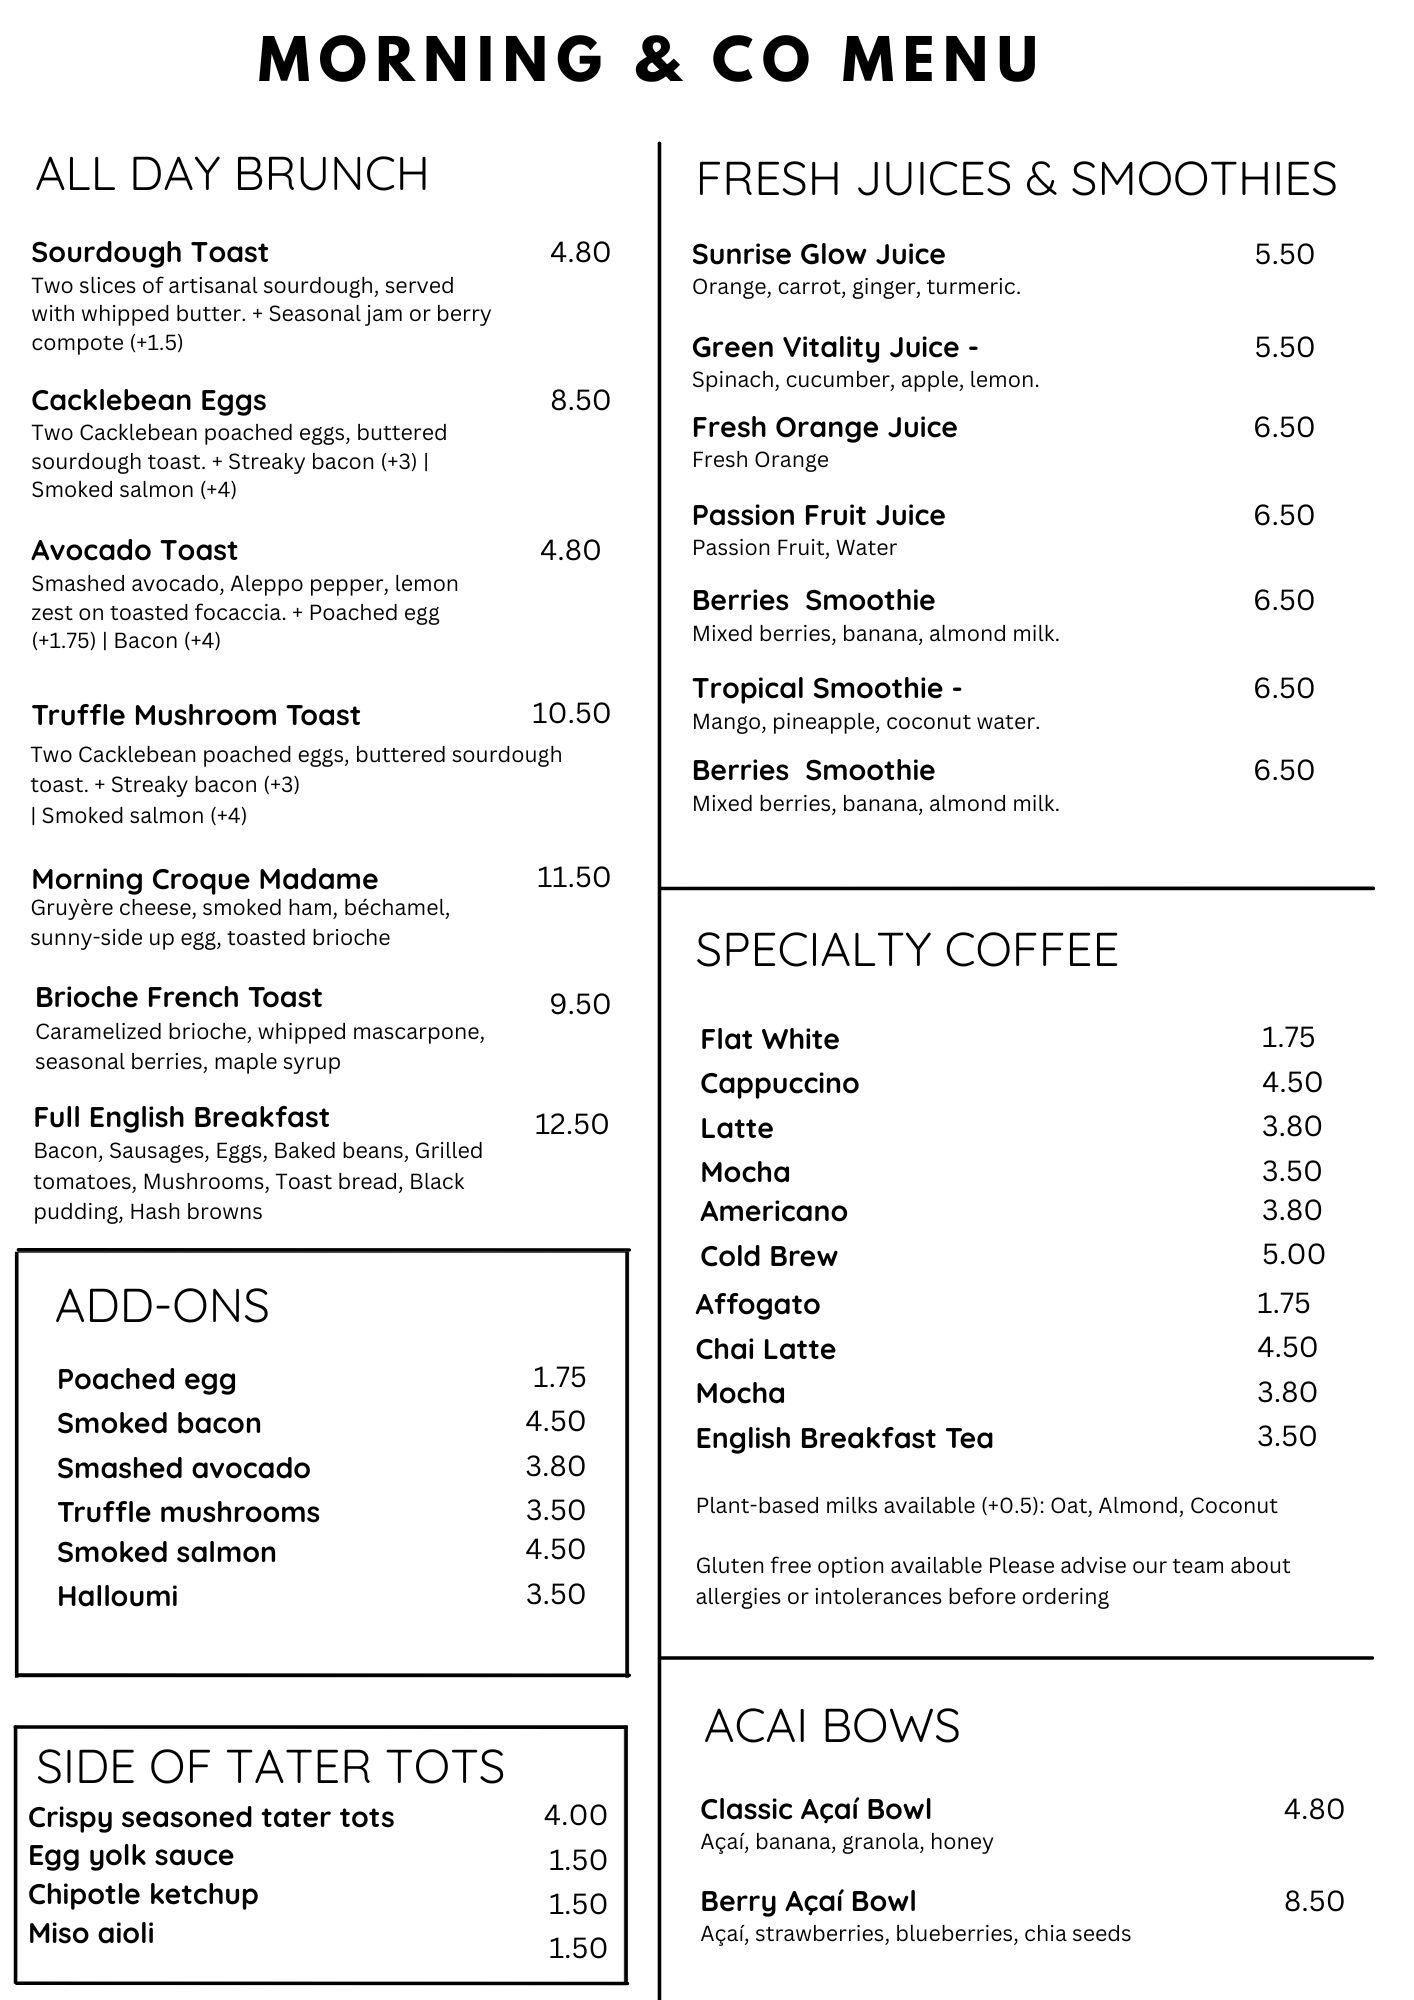 MORNING & CO MENU
ALL DAY BRUNCH
Sourdough Toast 4.80
Two slices of artisanal sourdough, served
with whipped butter. + Seasonal jam or berry
compote (+1.5)
Cacklebean Eggs 8.50
Two Cacklebean poached eggs, buttered
sourdough toast. + Streaky bacon (+3) |
Smoked salmon (+4)
Avocado Toast 4.80
Smashed avocado, Aleppo pepper, lemon
zest on toasted focaccia. + Poached egg
(+1.75) | Bacon (+4)
Truffle Mushroom Toast 10.50
Two Cacklebean poached eggs, buttered sourdough
toast. + Streaky bacon (+3)
| Smoked salmon (+4)
Morning Croque Madame 11.50
Gruyère cheese, smoked ham, béchamel,
sunny-side up egg, toasted brioche
Brioche French Toast 9.50
Caramelized brioche, whipped mascarpone,
seasonal berries, maple syrup
Full English Breakfast 12.50
Bacon, Sausages, Eggs, Baked beans, Grilled
tomatoes, Mushrooms, Toast bread, Black
pudding, Hash browns
ADD-ONS
Poached egg 1.75
Smoked bacon 4.50
Smashed avocado 3.80
Truffle mushrooms 3.50
Smoked salmon 4.50
Halloumi 3.50
SIDE OF TATER TOTS
Crispy seasoned tater tots 4.00
Egg yolk sauce 1.50
Chipotle ketchup 1.50
Miso aioli 1.50
FRESH JUICES & SMOOTHIES
Sunrise Glow Juice 5.50
Orange, carrot, ginger, turmeric.
Green Vitality Juice - 5.50
Spinach, cucumber, apple, lemon.
Fresh Orange Juice 6.50
Fresh Orange
Passion Fruit Juice 6.50
Passion Fruit, Water
Berries  Smoothie 6.50
Mixed berries, banana, almond milk.
Tropical Smoothie - 6.50
Mango, pineapple, coconut water.
Berries  Smoothie 6.50
Mixed berries, banana, almond milk.
SPECIALTY COFFEE
Flat White 1.75
Cappuccino 4.50
Latte 3.80
Mocha 3.50
Americano 3.80
Cold Brew 5.00
Affogato 1.75
Chai Latte 4.50
Mocha 3.80
English Breakfast Tea 3.50
Plant-based milks available (+0.5): Oat, Almond, Coconut
Gluten free option available Please advise our team about
allergies or intolerances before ordering
ACAI BOWS
Classic Açaí Bowl 4.80
Açaí, banana, granola, honey
Berry Açaí Bowl 8.50
Açaí, strawberries, blueberries, chia seeds